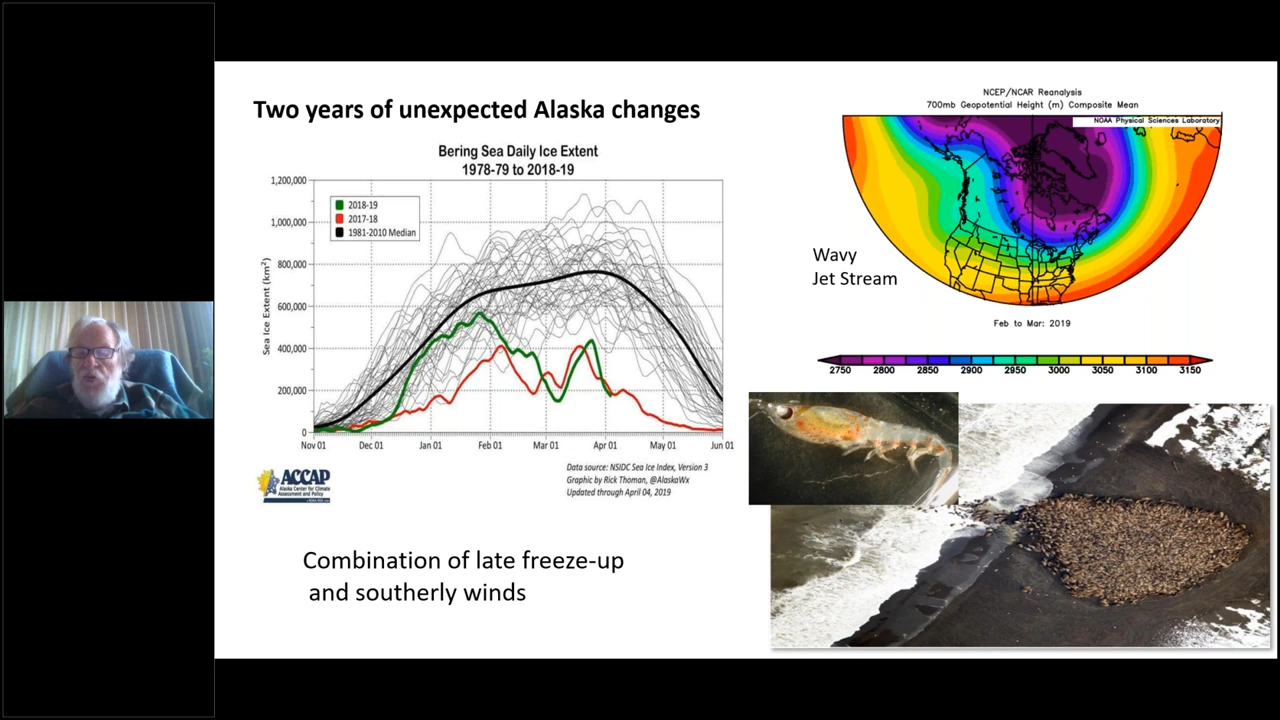 Two years of unexpected Alaska changes
Bering Sea Daily Ice Extent
1978-79 to 2018-19
1,200,000
1,000,000
800,000
600,000
400,000
200,000
0
Sea Ice Extent (km²)
2018-19
2017-18
1981-2010 Median
Nov 01 Dec 01 Jan 01 Feb 01 Mar 01 Apr 01 May 01 Jun 01
ACCAP
Alaska Center for Climate
Assessment and Policy
Data source: NSIDC Sea Ice Index, Version 3
Graphic by Rick Thoman, @AlaskaWx
Updated through April 04, 2019
Combination of late freeze-up
and southerly winds
NCEP/NCAR Reanalysis
700mb Geopotential Height (m) Composite Mean
NOAA Physical Sciences Laboratory
Wavy
Jet Stream
Feb to Mar: 2019
2750 2800 2850 2900 2950 3000 3050 3100 3150